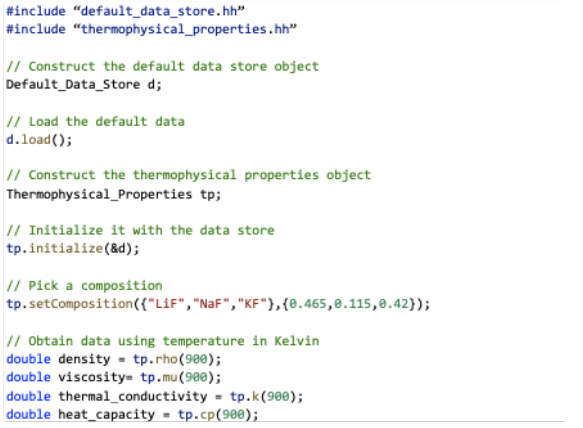 #include “default_data_store.hh”
#include “thermophysical_properties.hh”
// Construct the default data store object
Default_Data_Store d;
// Load the default data
d.load();
// Construct the thermophysical properties object
Thermophysical_Properties tp;
// Initialize it with the data store
tp.initialize(&d);
// Pick a composition
tp.setComposition({"LiF","NaF","KF"},{0.465,0.115,0.42});
// Obtain data using temperature in Kelvin
double density = tp.rho(900);
double viscosity= tp.mu(900);
double thermal_conductivity = tp.k(900);
double heat_capacity = tp.cp(900);